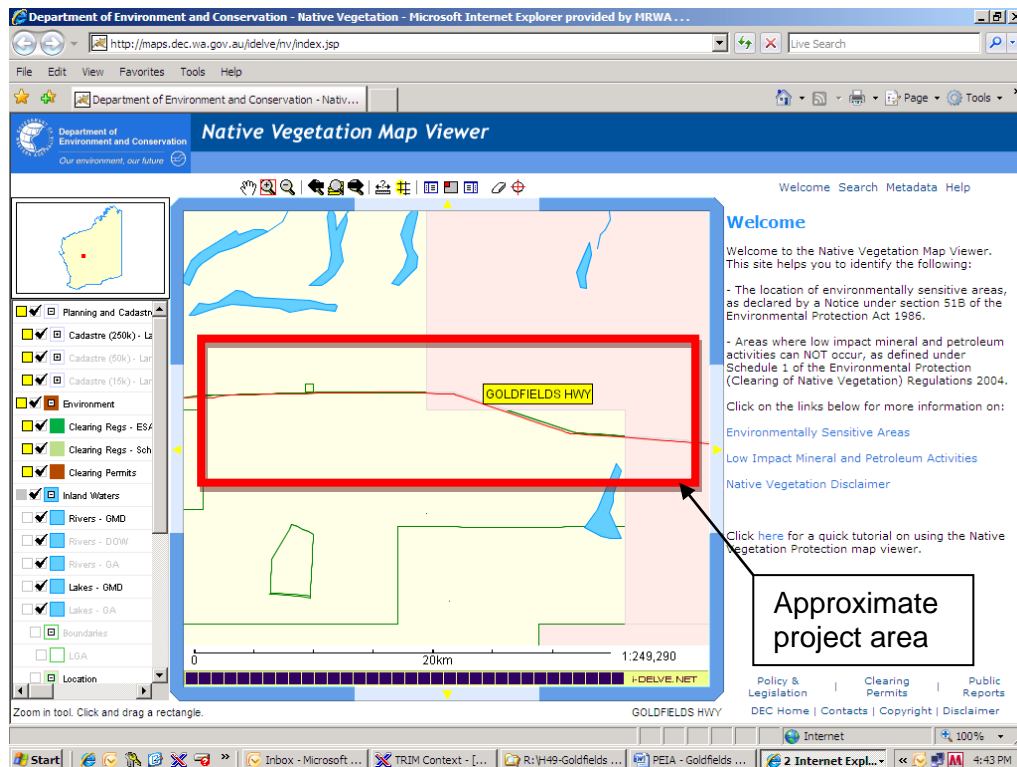 Department of Environment and Conservation - Native Vegetation - Microsoft Internet Explorer provided by MRWA ...
http://maps.dec.wa.gov.au/idelve/nv/index.jsp
Live Search
File Edit View Favorites Tools Help
Department of Environment and Conservation - Nativ...
Page Tools
Department of
Environment and Conservation
Our environment, our future
Native Vegetation Map Viewer
Welcome Search Metadata Help
Welcome
Welcome to the Native Vegetation Map Viewer.
This site helps you to identify the following:
- The location of environmentally sensitive areas,
as declared by a Notice under section 51B of the
Environmental Protection Act 1986.
- Areas where low impact mineral and petroleum
activities can NOT occur, as defined under
Schedule 1 of the Environmental Protection
(Clearing of Native Vegetation) Regulations 2004.
Click on the links below for more information on:
Environmentally Sensitive Areas
Low Impact Mineral and Petroleum Activities
Native Vegetation Disclaimer
Click here for a quick tutorial on using the Native
Vegetation Protection map viewer.
Planning and Cadastr
Cadastre (250k) - La
Cadastre (50k) - Lan
Cadastre (15k) - Lan
Environment
Clearing Regs - ESA
Clearing Regs - Sch
Clearing Permits
Inland Waters
Rivers - GMD
Rivers - DOW
Rivers - GA
Lakes - GMD
Lakes - GA
Boundaries
LGA
Location
GOLDFIELDS HWY
Approximate
project area
0 20km 1:249,290
i-DELVE.NET
Policy &
Legislation | Clearing
Permits | Public
Reports
DEC Home | Contacts | Copyright | Disclaimer
Zoom in tool. Click and drag a rectangle.
GOLDFIELDS HWY
Internet 100%
Start
Inbox - Microsoft ...
TRIM Context - [...
R:\H49-Goldfields ...
PEIA - Goldfields ...
2 Internet Expl...
4:43 PM